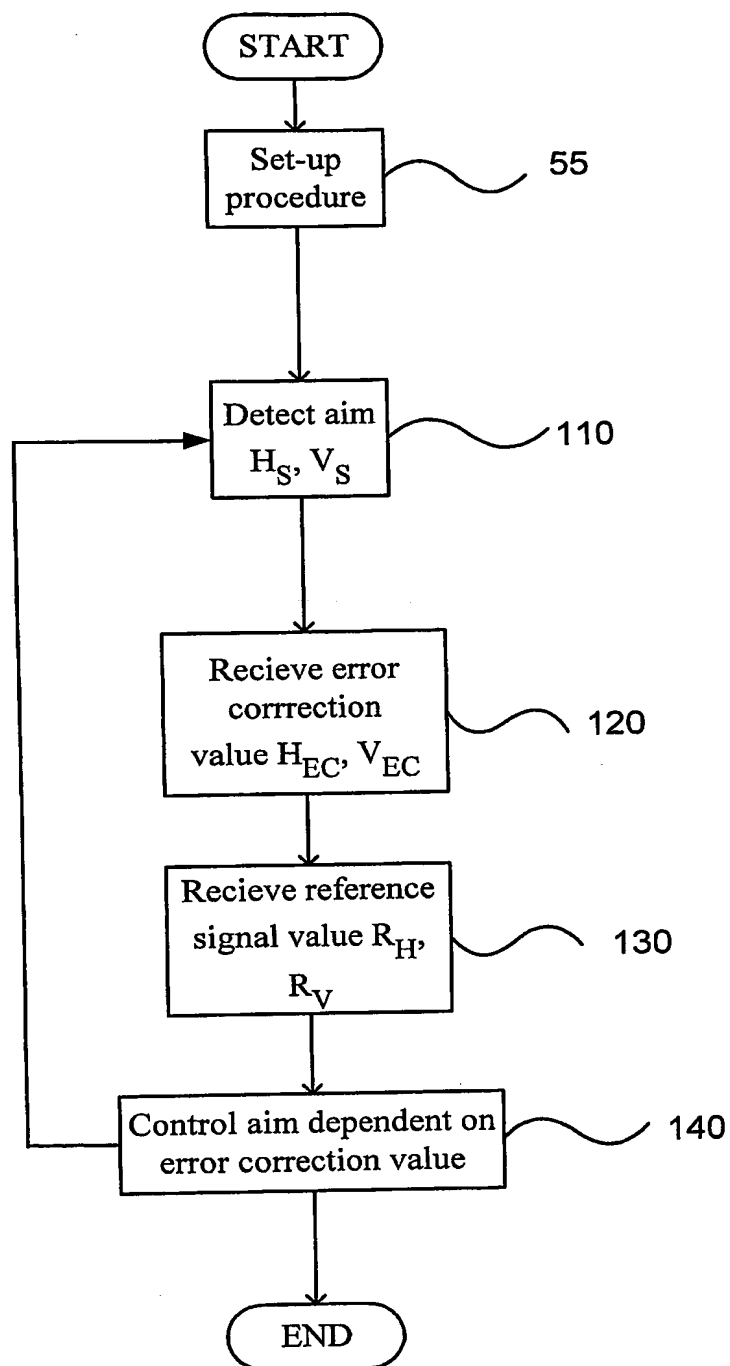 START
Set-up
procedure
55
Detect aim
H_S, V_S
110
Recieve error
corrrection
value H_EC, V_EC
120
Recieve reference
signal value R_H,
R_V
130
Control aim dependent on
error correction value
140
END